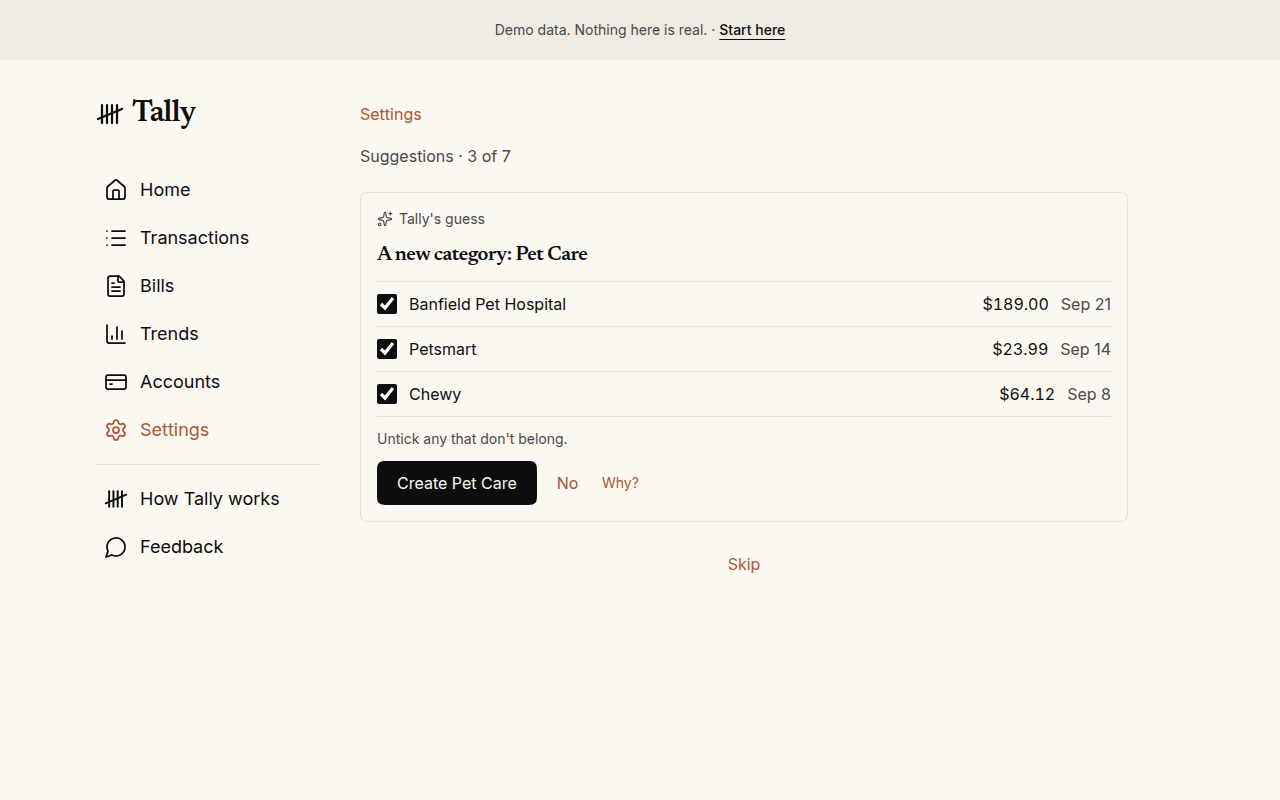 Demo data. Nothing here is real. · Start here
Tally
Home
Transactions
Bills
Trends
Accounts
Settings
How Tally works
Feedback
Settings
Suggestions · 3 of 7
Tally's guess
A new category: Pet Care
Banfield Pet Hospital $189.00 Sep 21
Petsmart $23.99 Sep 14
Chewy $64.12 Sep 8
Untick any that don't belong.
Create Pet Care No Why?
Skip